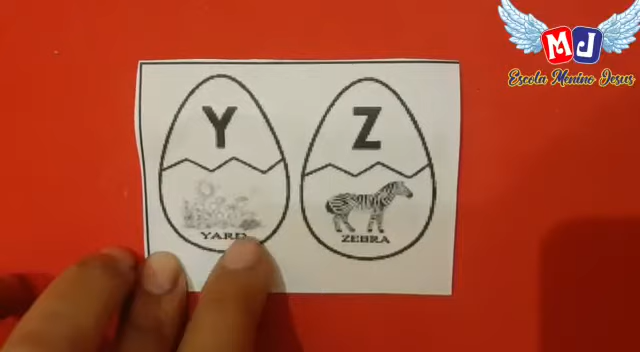 MJ
Escola Menino Jesus
Y
Z
YARD
ZEBRA